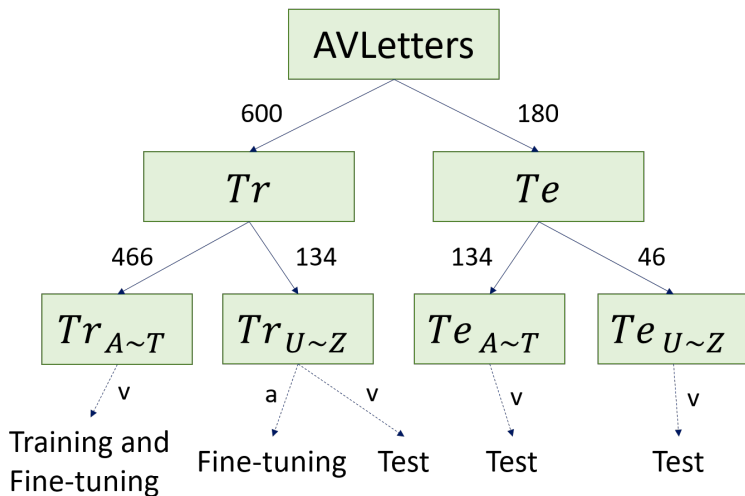 AVLetters
600
180
Tr
Te
466
134
134
46
Tr A~T
Tr U~Z
Te A~T
Te U~Z
v
a
v
v
v
Training and
Fine-tuning
Fine-tuning
Test
Test
Test